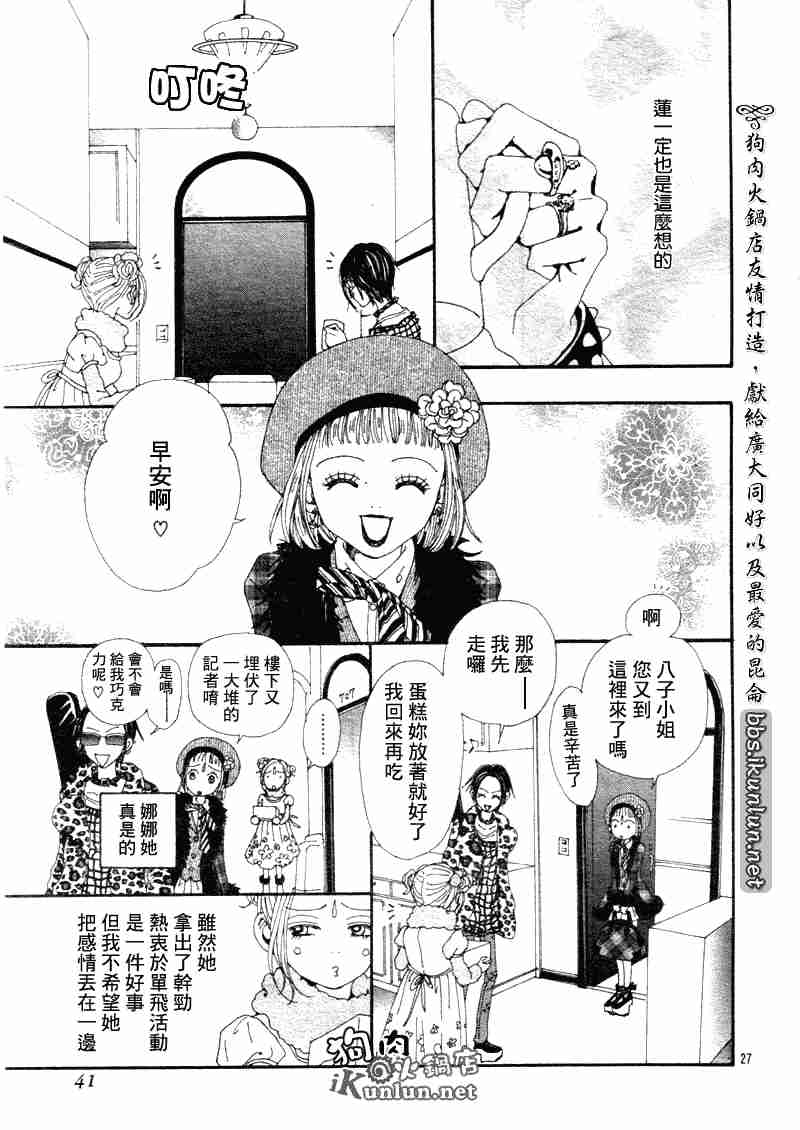 蓮一定也是這麼想的
叮咚
早安啊♡
啊
八子小姐
您又到
這裡來了嗎
真是辛苦了
那麼——
我先
走囉
蛋糕妳放著就好了
我回來再吃
707
⋯⋯⋯
樓下又
埋伏了
一大堆的
記者唷
是嗎——
會不會
給我巧克
力呢♡
娜娜她
真是的
雖然她
拿出了幹勁
熱衷於單飛活動
是一件好事
但我不希望她
把感情丟在一邊
27
41
狗肉火鍋店
iKunlun.net
狗肉火鍋店友情打造，獻給廣大同好以及最愛的昆侖
bbs.ikunlun.net